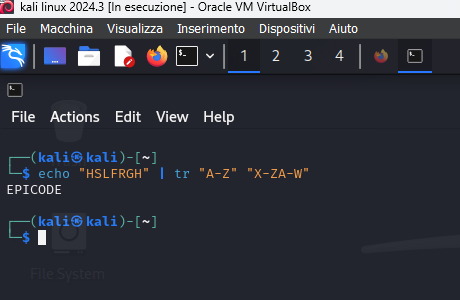 kali linux 2024.3 [In esecuzione] - Oracle VM VirtualBox
File Macchina Visualizza Inserimento Dispositivi Aiuto
1 2 3 4
File Actions Edit View Help
┌──(kali㉿kali)-[~]
└─$ echo "HSLFRGH" | tr "A-Z" "X-ZA-W"
EPICODE
┌──(kali㉿kali)-[~]
└─$
File System